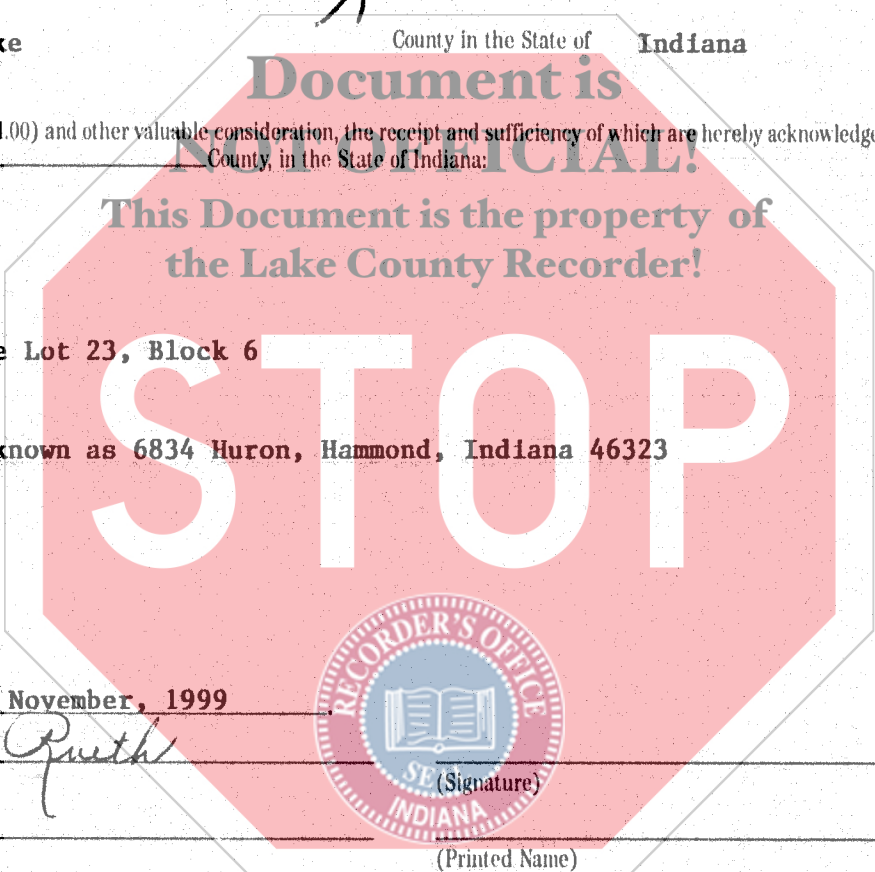 ke County in the State of Indiana
Document is
.00) and other valuable consideration, the receipt and sufficiency of which are hereby acknowledge
NOT OFFICIAL!
County, in the State of Indiana:
This Document is the property of
the Lake County Recorder!
e Lot 23, Block 6
STOP
known as 6834 Huron, Hammond, Indiana 46323
RECORDER'S OFFICE
November, 1999
Rueth
SEAL
(Signature)
INDIANA
(Printed Name)